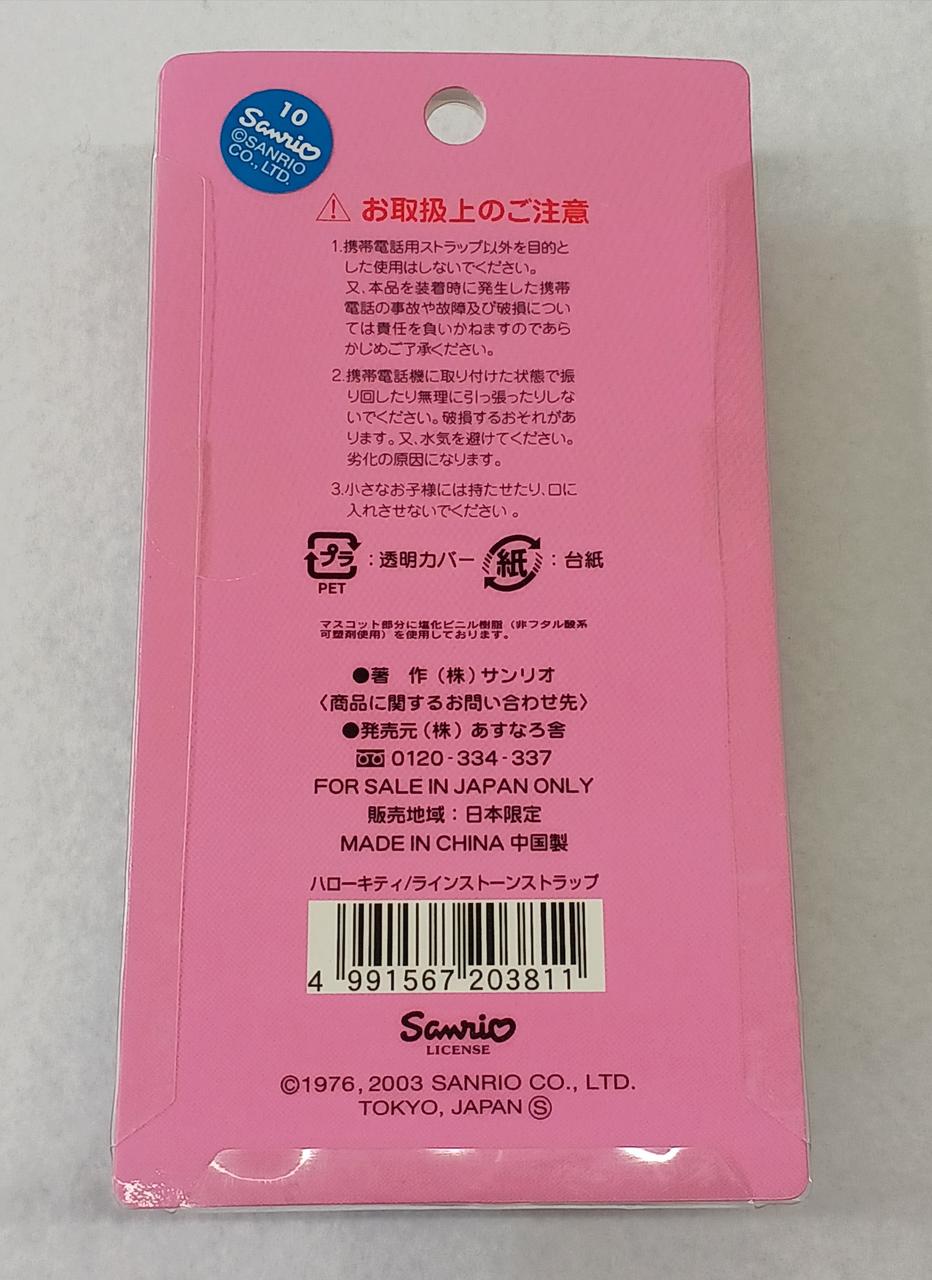 10
Sanrio
©SANRIO
CO., LTD.
お取扱上のご注意
1.携帯電話用ストラップ以外を目的と
した使用はしないでください。
又、本品を装着時に発生した携帯
電話の事故や故障及び破損につい
ては責任を負いかねますのであら
かじめご了承ください。
2.携帯電話機に取り付けた状態で振
り回したり無理に引っ張ったりしな
いでください。破損するおそれがあ
ります。又、水気を避けてください。
劣化の原因になります。
3.小さなお子様には持たせたり、口に
入れさせないでください 。
プラ PET : 透明カバー 紙 : 台紙
マスコット部分に塩化ビニル樹脂(非フタル酸系
可塑剤使用)を使用しております。
●著 作(株)サンリオ
〈商品に関するお問い合わせ先〉
●発売元(株)あすなろ舎
0120-334-337
FOR SALE IN JAPAN ONLY
販売地域：日本限定
MADE IN CHINA 中国製
ハローキティ/ラインストーンストラップ
4 991567 203811
Sanrio
LICENSE
©1976, 2003 SANRIO CO., LTD.
TOKYO, JAPAN Ⓢ